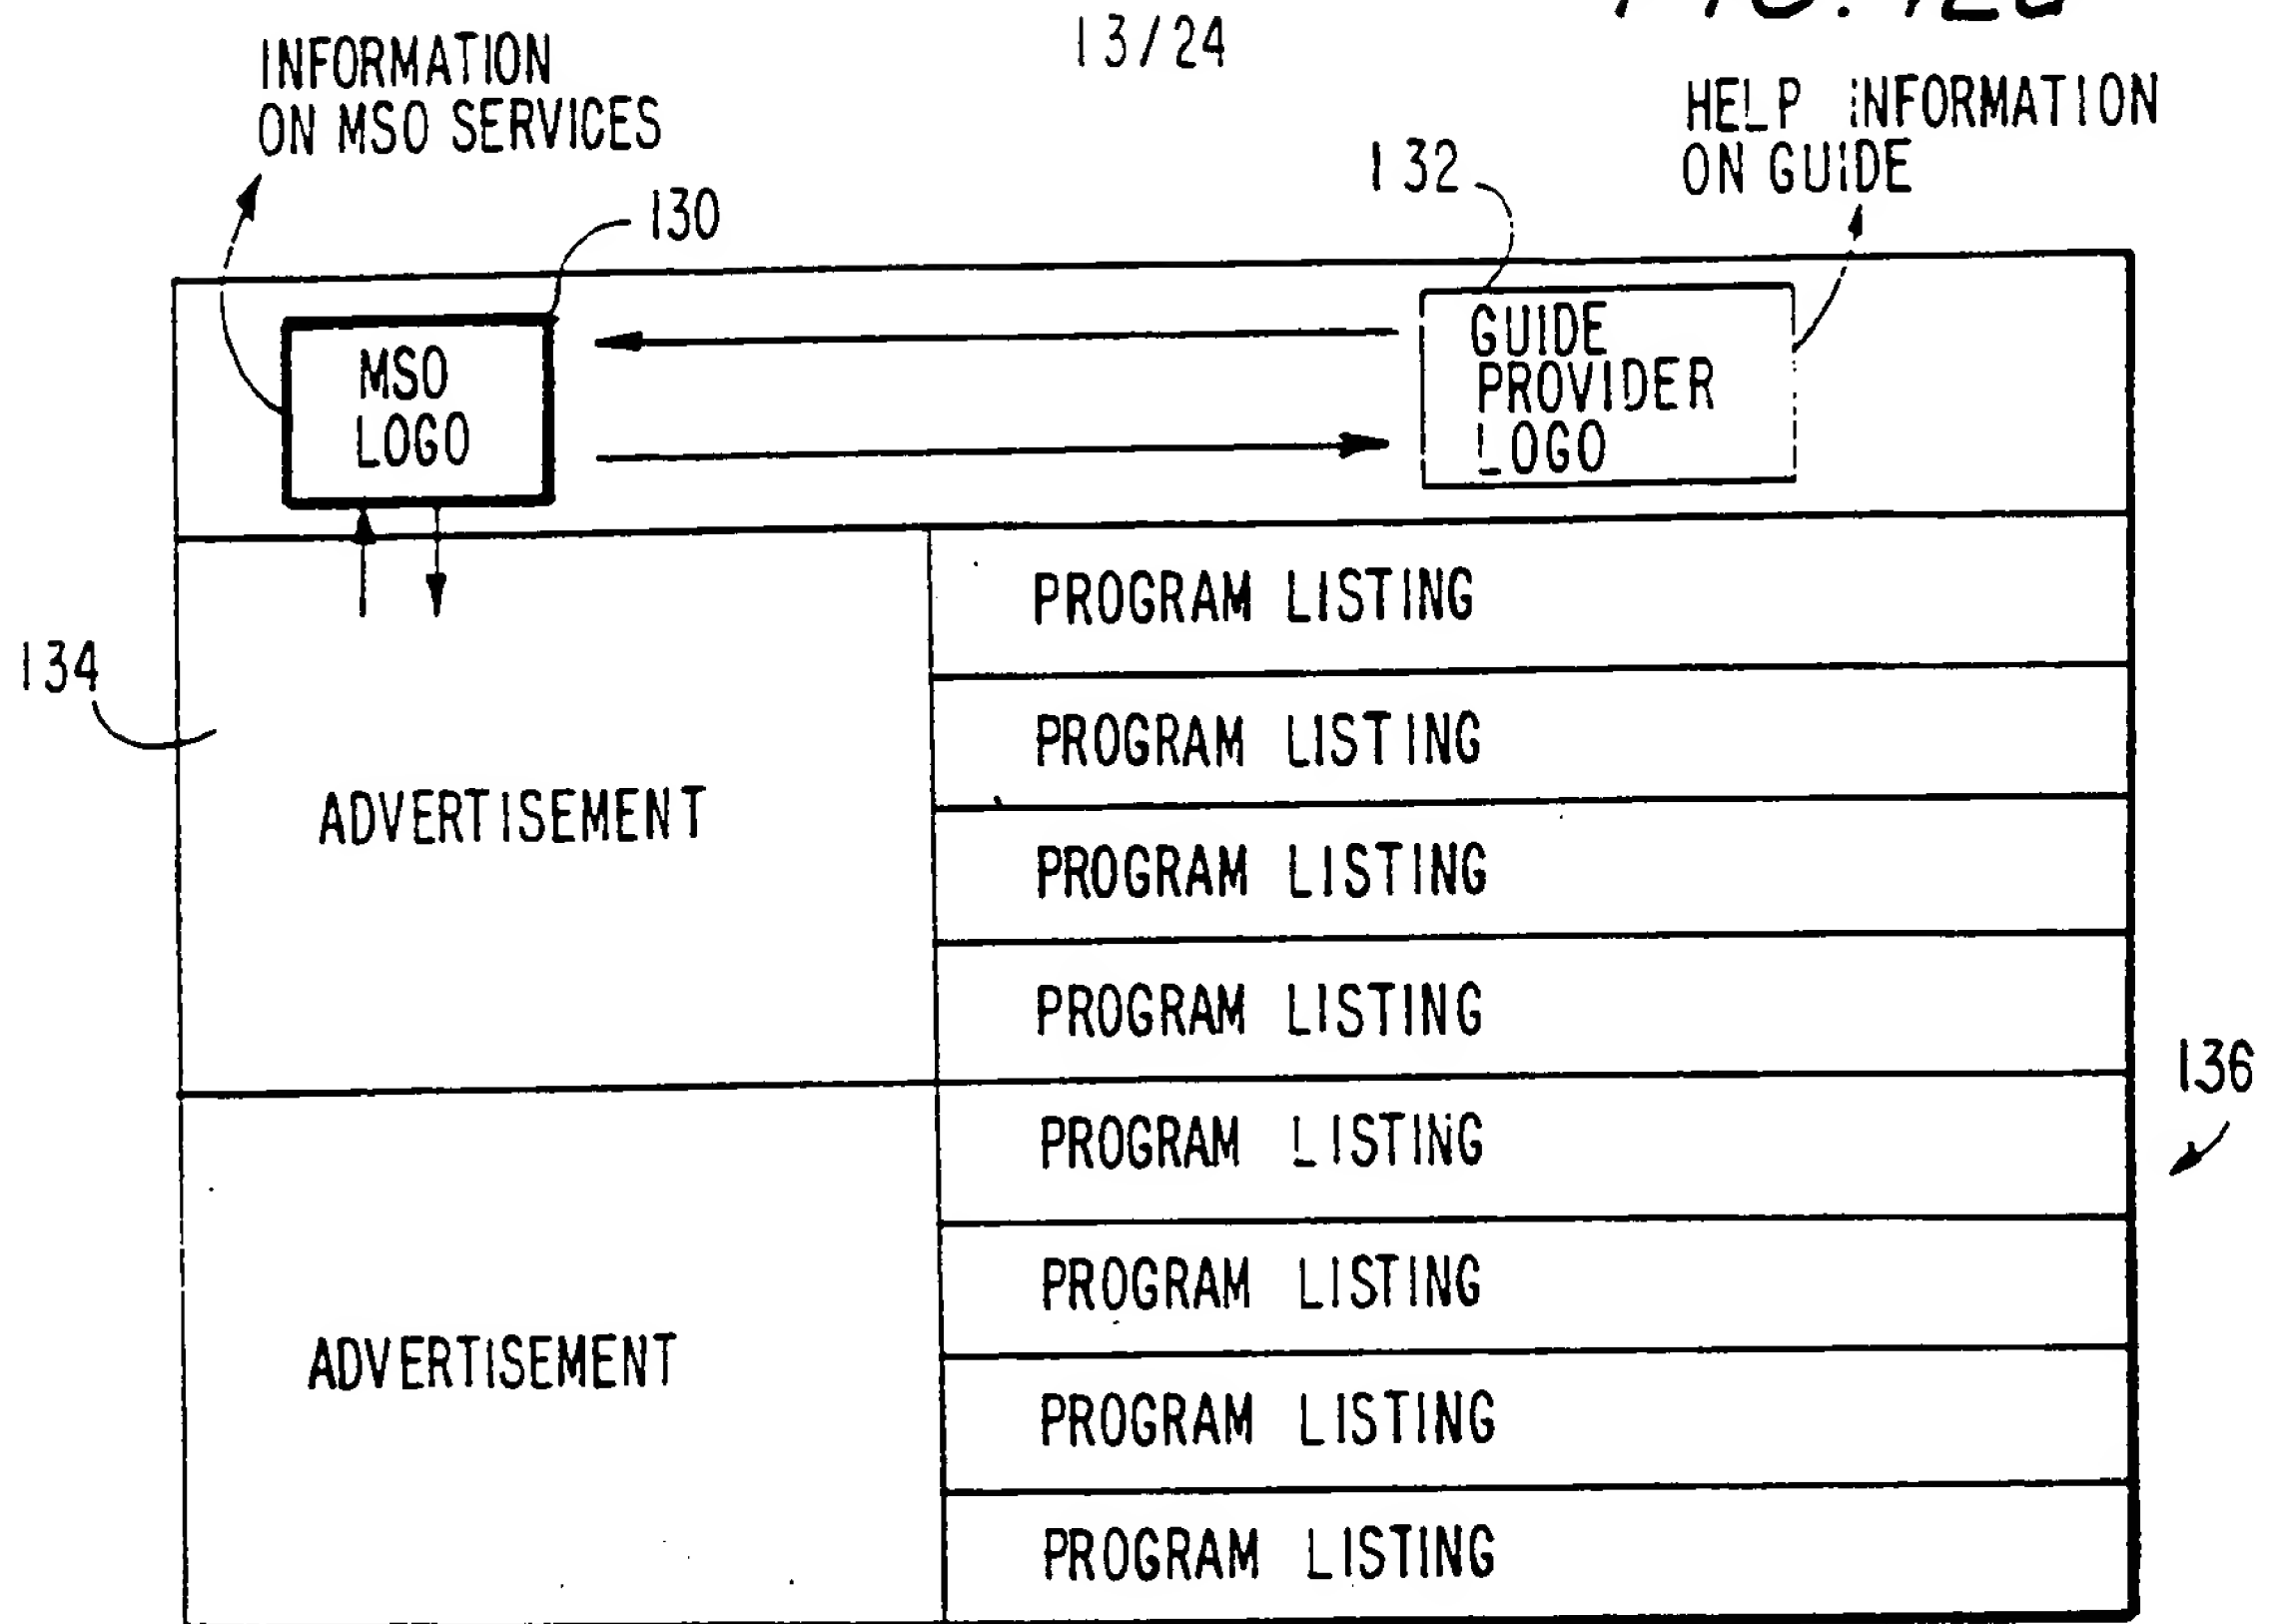 13/24
INFORMATION
ON MSO SERVICES
HELP INFORMATION
ON GUIDE
130
132
MSO
LOGO
GUIDE
PROVIDER
LOGO
134
ADVERTISEMENT
PROGRAM LISTING
PROGRAM LISTING
PROGRAM LISTING
PROGRAM LISTING
136
ADVERTISEMENT
PROGRAM LISTING
PROGRAM LISTING
PROGRAM LISTING
PROGRAM LISTING